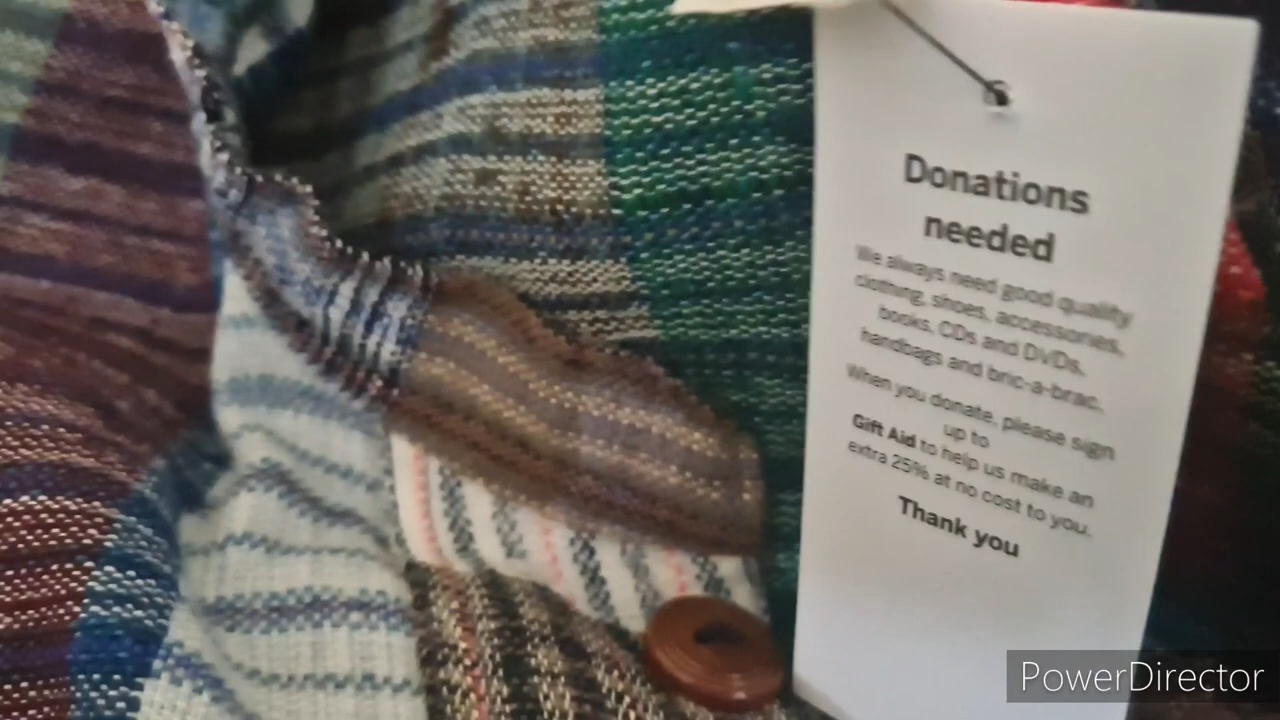 Donations
needed
We always need good quality
clothing, shoes, accessories,
books, CDs and DVDs,
handbags and bric-a-brac.
When you donate, please sign
up to
Gift Aid to help us make an
extra 25% at no cost to you.
Thank you
PowerDirector